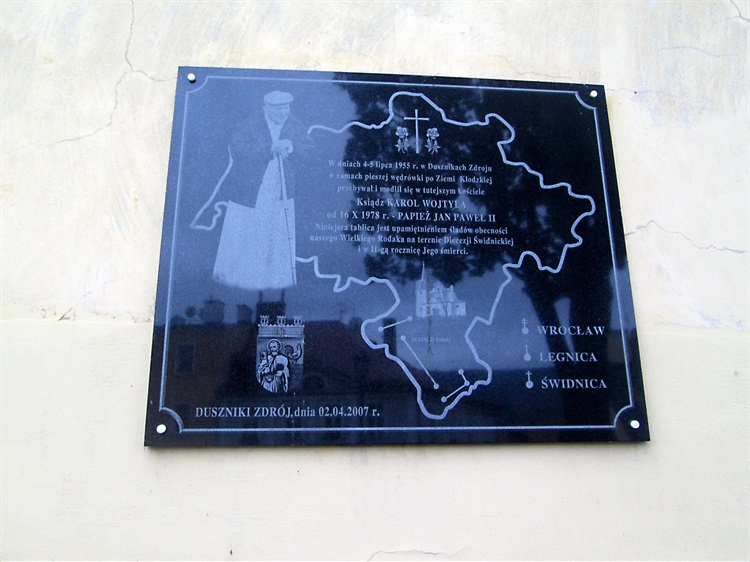 W dniach 4-5 lipca 1955 r. w Dusznikach Zdroju
w ramach pieszej wędrówki po Ziemi Kłodzkiej
przebywał i modlił się w tutejszym kościele
Ksiądz KAROL WOJTYŁA
od 16 X 1978 r. - PAPIEŻ JAN PAWEŁ II
Niniejsza tablica jest upamiętnieniem śladów obecności
naszego Wielkiego Rodaka na terenie Diecezji Świdnickiej
i w II-gą rocznicę Jego śmierci.
WROCŁAW
LEGNICA
ŚWIDNICA
DUSZNIKI ZDRÓJ, dnia 02.04.2007 r.